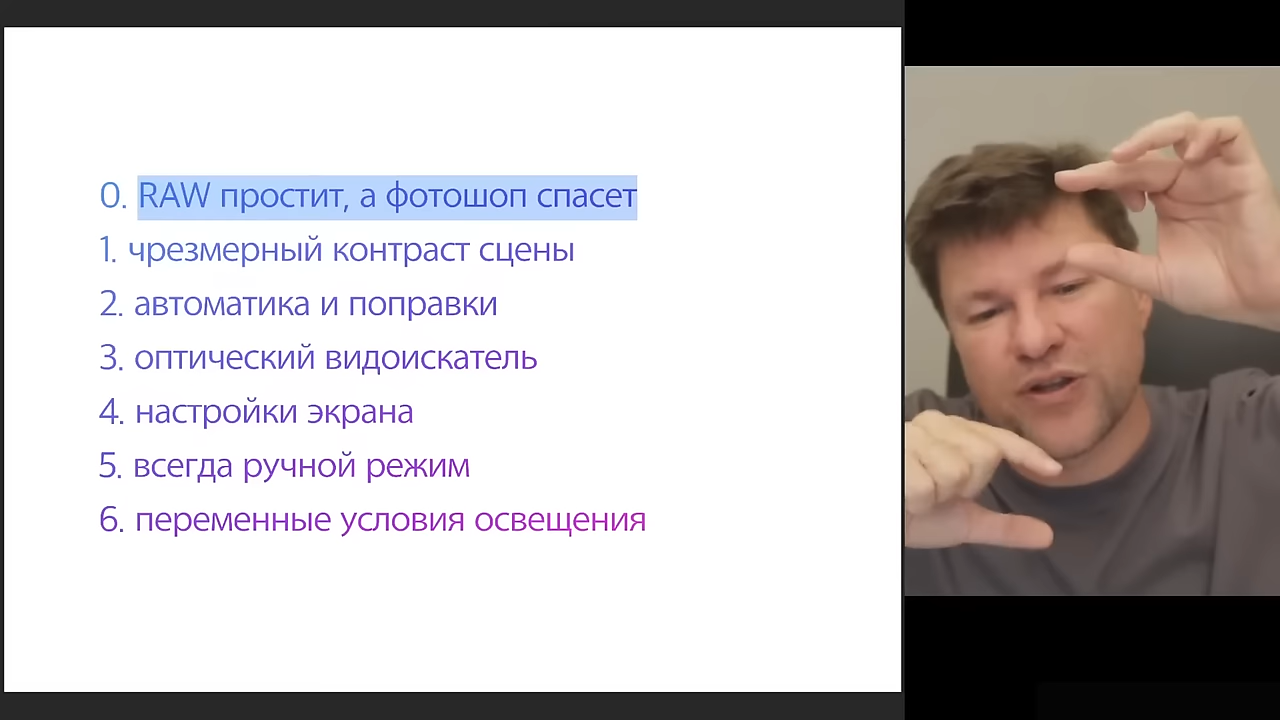 0. RAW простит, а фотошоп спасет
1. чрезмерный контраст сцены
2. автоматика и поправки
3. оптический видоискатель
4. настройки экрана
5. всегда ручной режим
6. переменные условия освещения